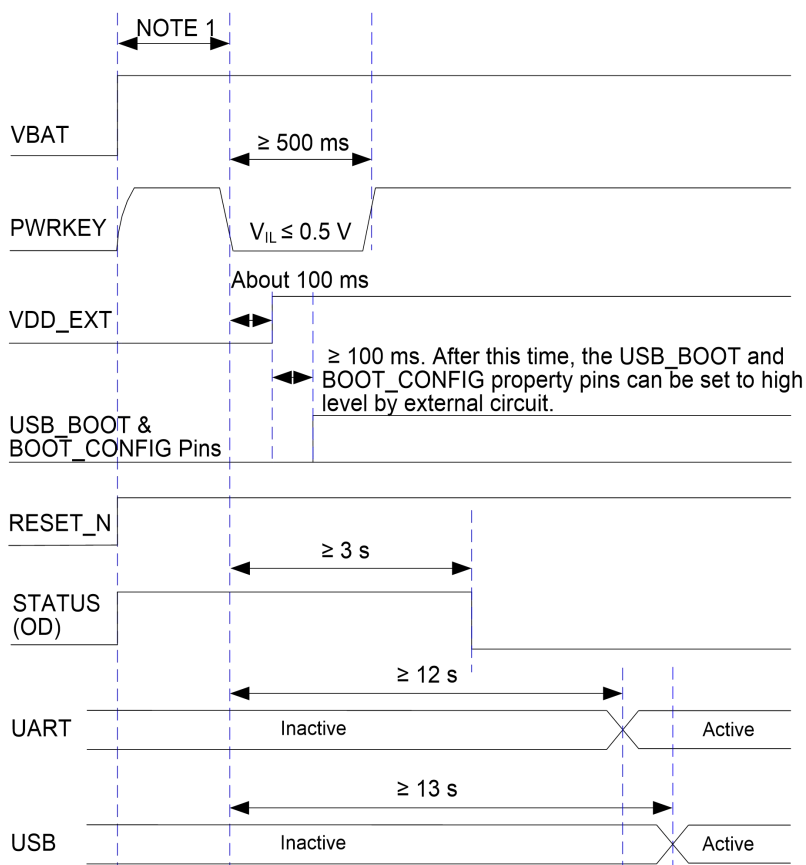 NOTE 1
VBAT
≥ 500 ms
PWRKEY
VIL ≤ 0.5 V
About 100 ms
VDD_EXT
≥ 100 ms. After this time, the USB_BOOT and
BOOT_CONFIG property pins can be set to high
level by external circuit.
USB_BOOT &
BOOT_CONFIG Pins
RESET_N
≥ 3 s
STATUS
(OD)
≥ 12 s
UART
Inactive
Active
≥ 13 s
USB
Inactive
Active